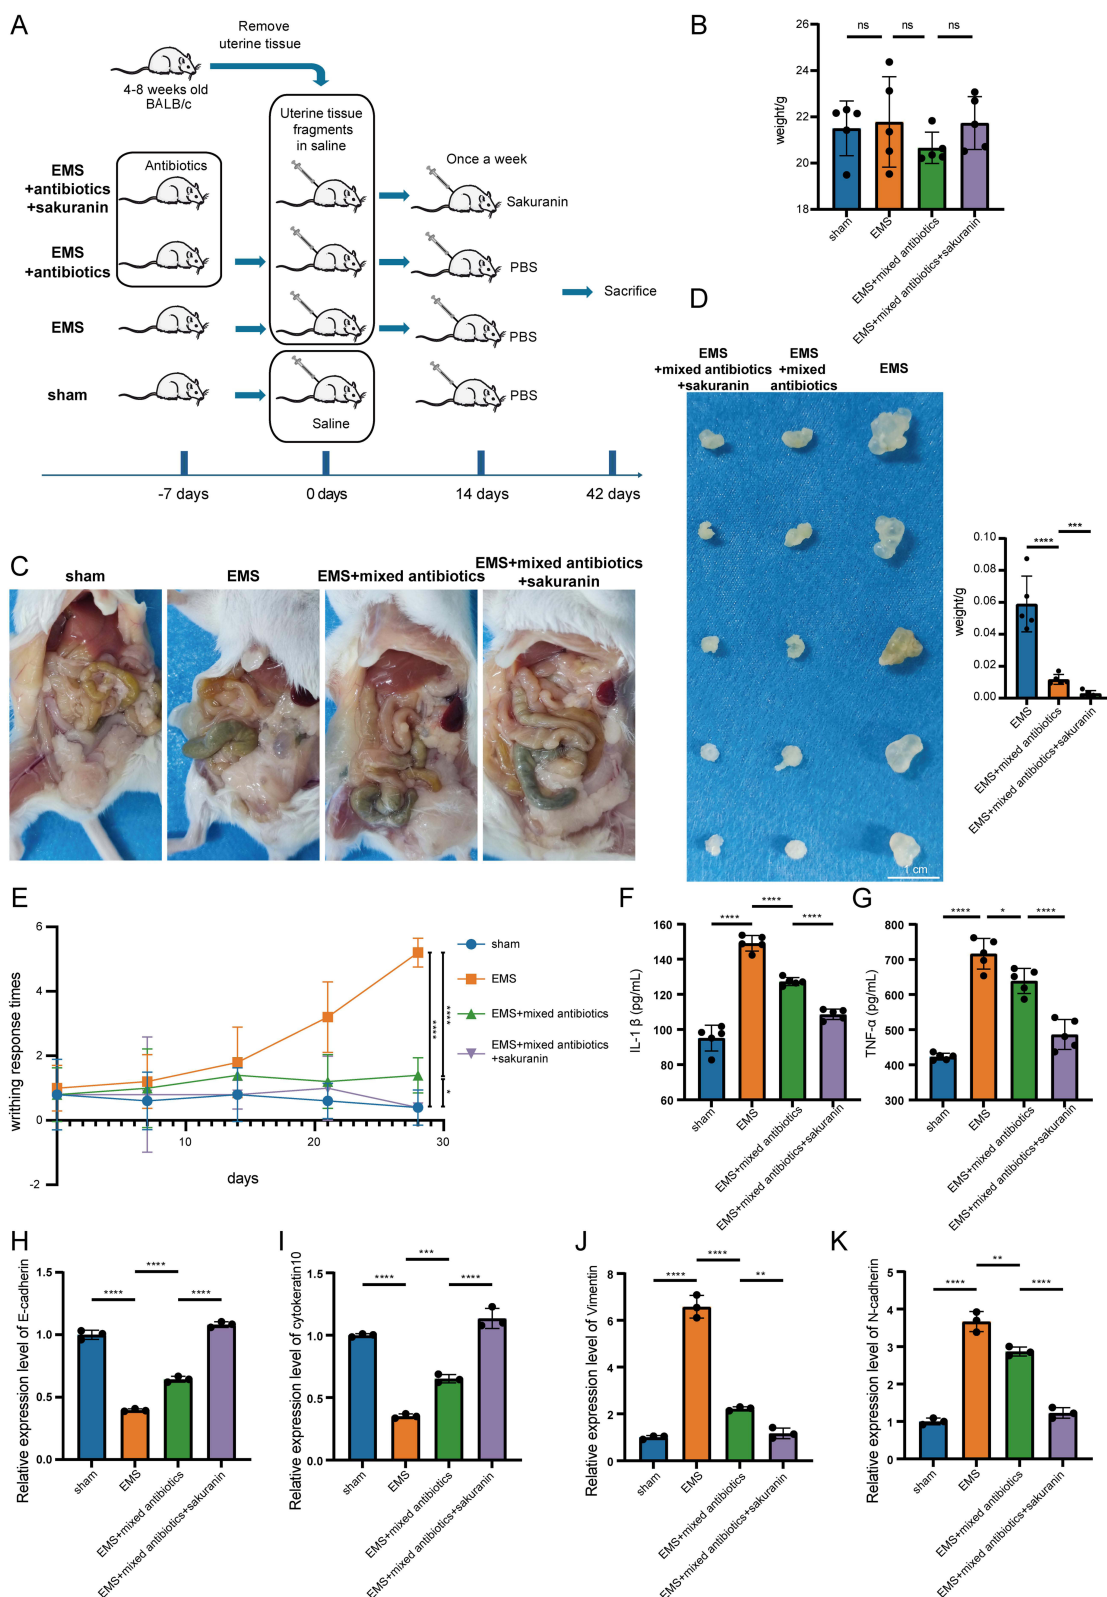 A
Remove
uterine tissue
4-8 weeks old
BALB/c
Uterine tissue
fragments
in saline
Antibiotics
Once a week
EMS
+antibiotics
+sakuranin
Sakuranin
EMS
+antibiotics
PBS
Sacrifice
EMS
PBS
sham
PBS
Saline
-7 days
0 days
14 days
42 days
B
ns
ns
ns
26
24
22
20
18
weight/g
sham
EMS
EMS+mixed antibiotics
EMS+mixed antibiotics+sakuranin
C
sham
EMS
EMS+mixed antibiotics
EMS+mixed antibiotics
+sakuranin
D
EMS
+mixed antibiotics
+sakuranin
EMS
+mixed
antibiotics
EMS
1 cm
****
***
0.10
0.08
0.06
0.04
0.02
0.00
weight/g
EMS
EMS+mixed antibiotics
EMS+mixed antibiotics+sakuranin
E
6
4
2
0
-2
writhing response times
10
20
30
days
sham
EMS
EMS+mixed antibiotics
EMS+mixed antibiotics
+sakuranin
****
****
*
F
****
****
****
160
140
120
100
80
60
IL-1 β (pg/mL)
sham
EMS
EMS+mixed antibiotics
EMS+mixed antibiotics+sakuranin
G
****
*
****
800
700
600
500
400
300
TNF-α (pg/mL)
sham
EMS
EMS+mixed antibiotics
EMS+mixed antibiotics+sakuranin
H
****
****
****
1.5
1.0
0.5
0.0
Relative expression level of E-cadherin
sham
EMS
EMS+mixed antibiotics
EMS+mixed antibiotics+sakuranin
I
***
****
****
1.5
1.0
0.5
0.0
Relative expression level of cytokeratin10
sham
EMS
EMS+mixed antibiotics
EMS+mixed antibiotics+sakuranin
J
****
****
**
8
6
4
2
0
Relative expression level of Vimentin
sham
EMS
EMS+mixed antibiotics
EMS+mixed antibiotics+sakuranin
K
**
****
****
5
4
3
2
1
0
Relative expression level of N-cadherin
sham
EMS
EMS+mixed antibiotics
EMS+mixed antibiotics+sakuranin